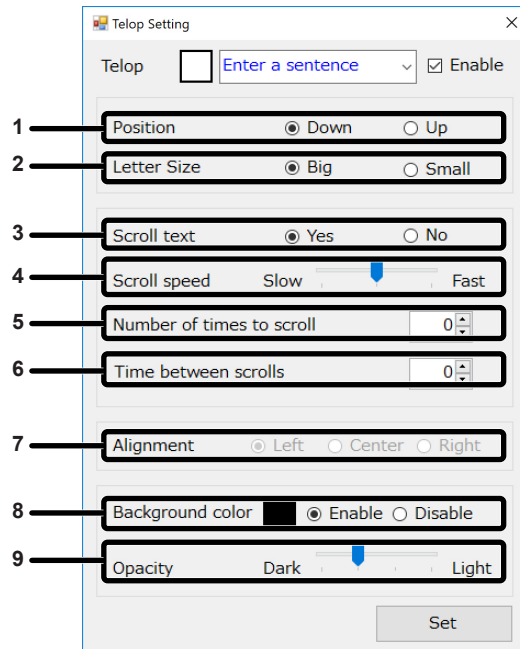 Telop Setting
Telop Enter a sentence Enable
1 Position Down Up
2 Letter Size Big Small
3 Scroll text Yes No
4 Scroll speed Slow Fast
5 Number of times to scroll 0
6 Time between scrolls 0
7 Alignment Left Center Right
8 Background color Enable Disable
9 Opacity Dark Light
Set